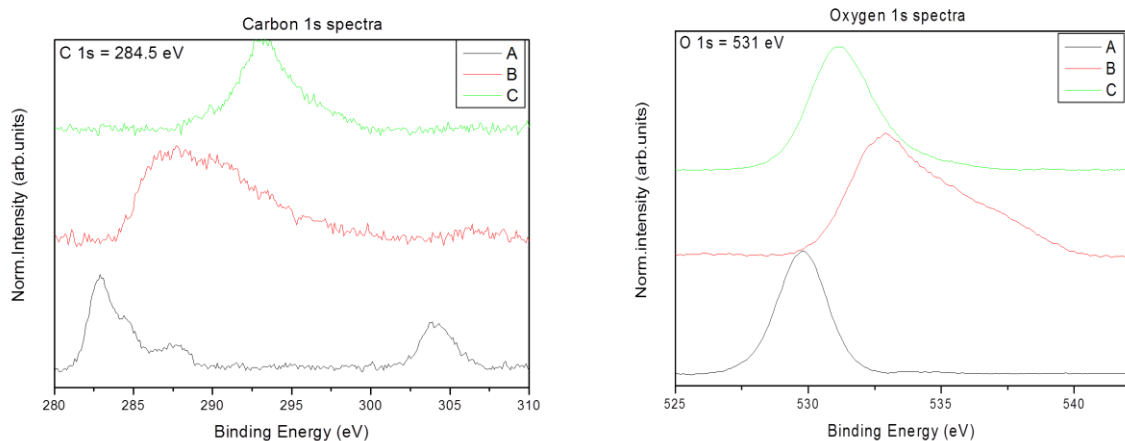 Carbon 1s spectra
C 1s = 284.5 eV
A
B
C
Norm.Intensity (arb.units)
280 285 290 295 300 305 310
Binding Energy (eV)
Oxygen 1s spectra
O 1s = 531 eV
A
B
C
Norm.intensity (arb.units)
525 530 535 540
Binding Energy (eV)